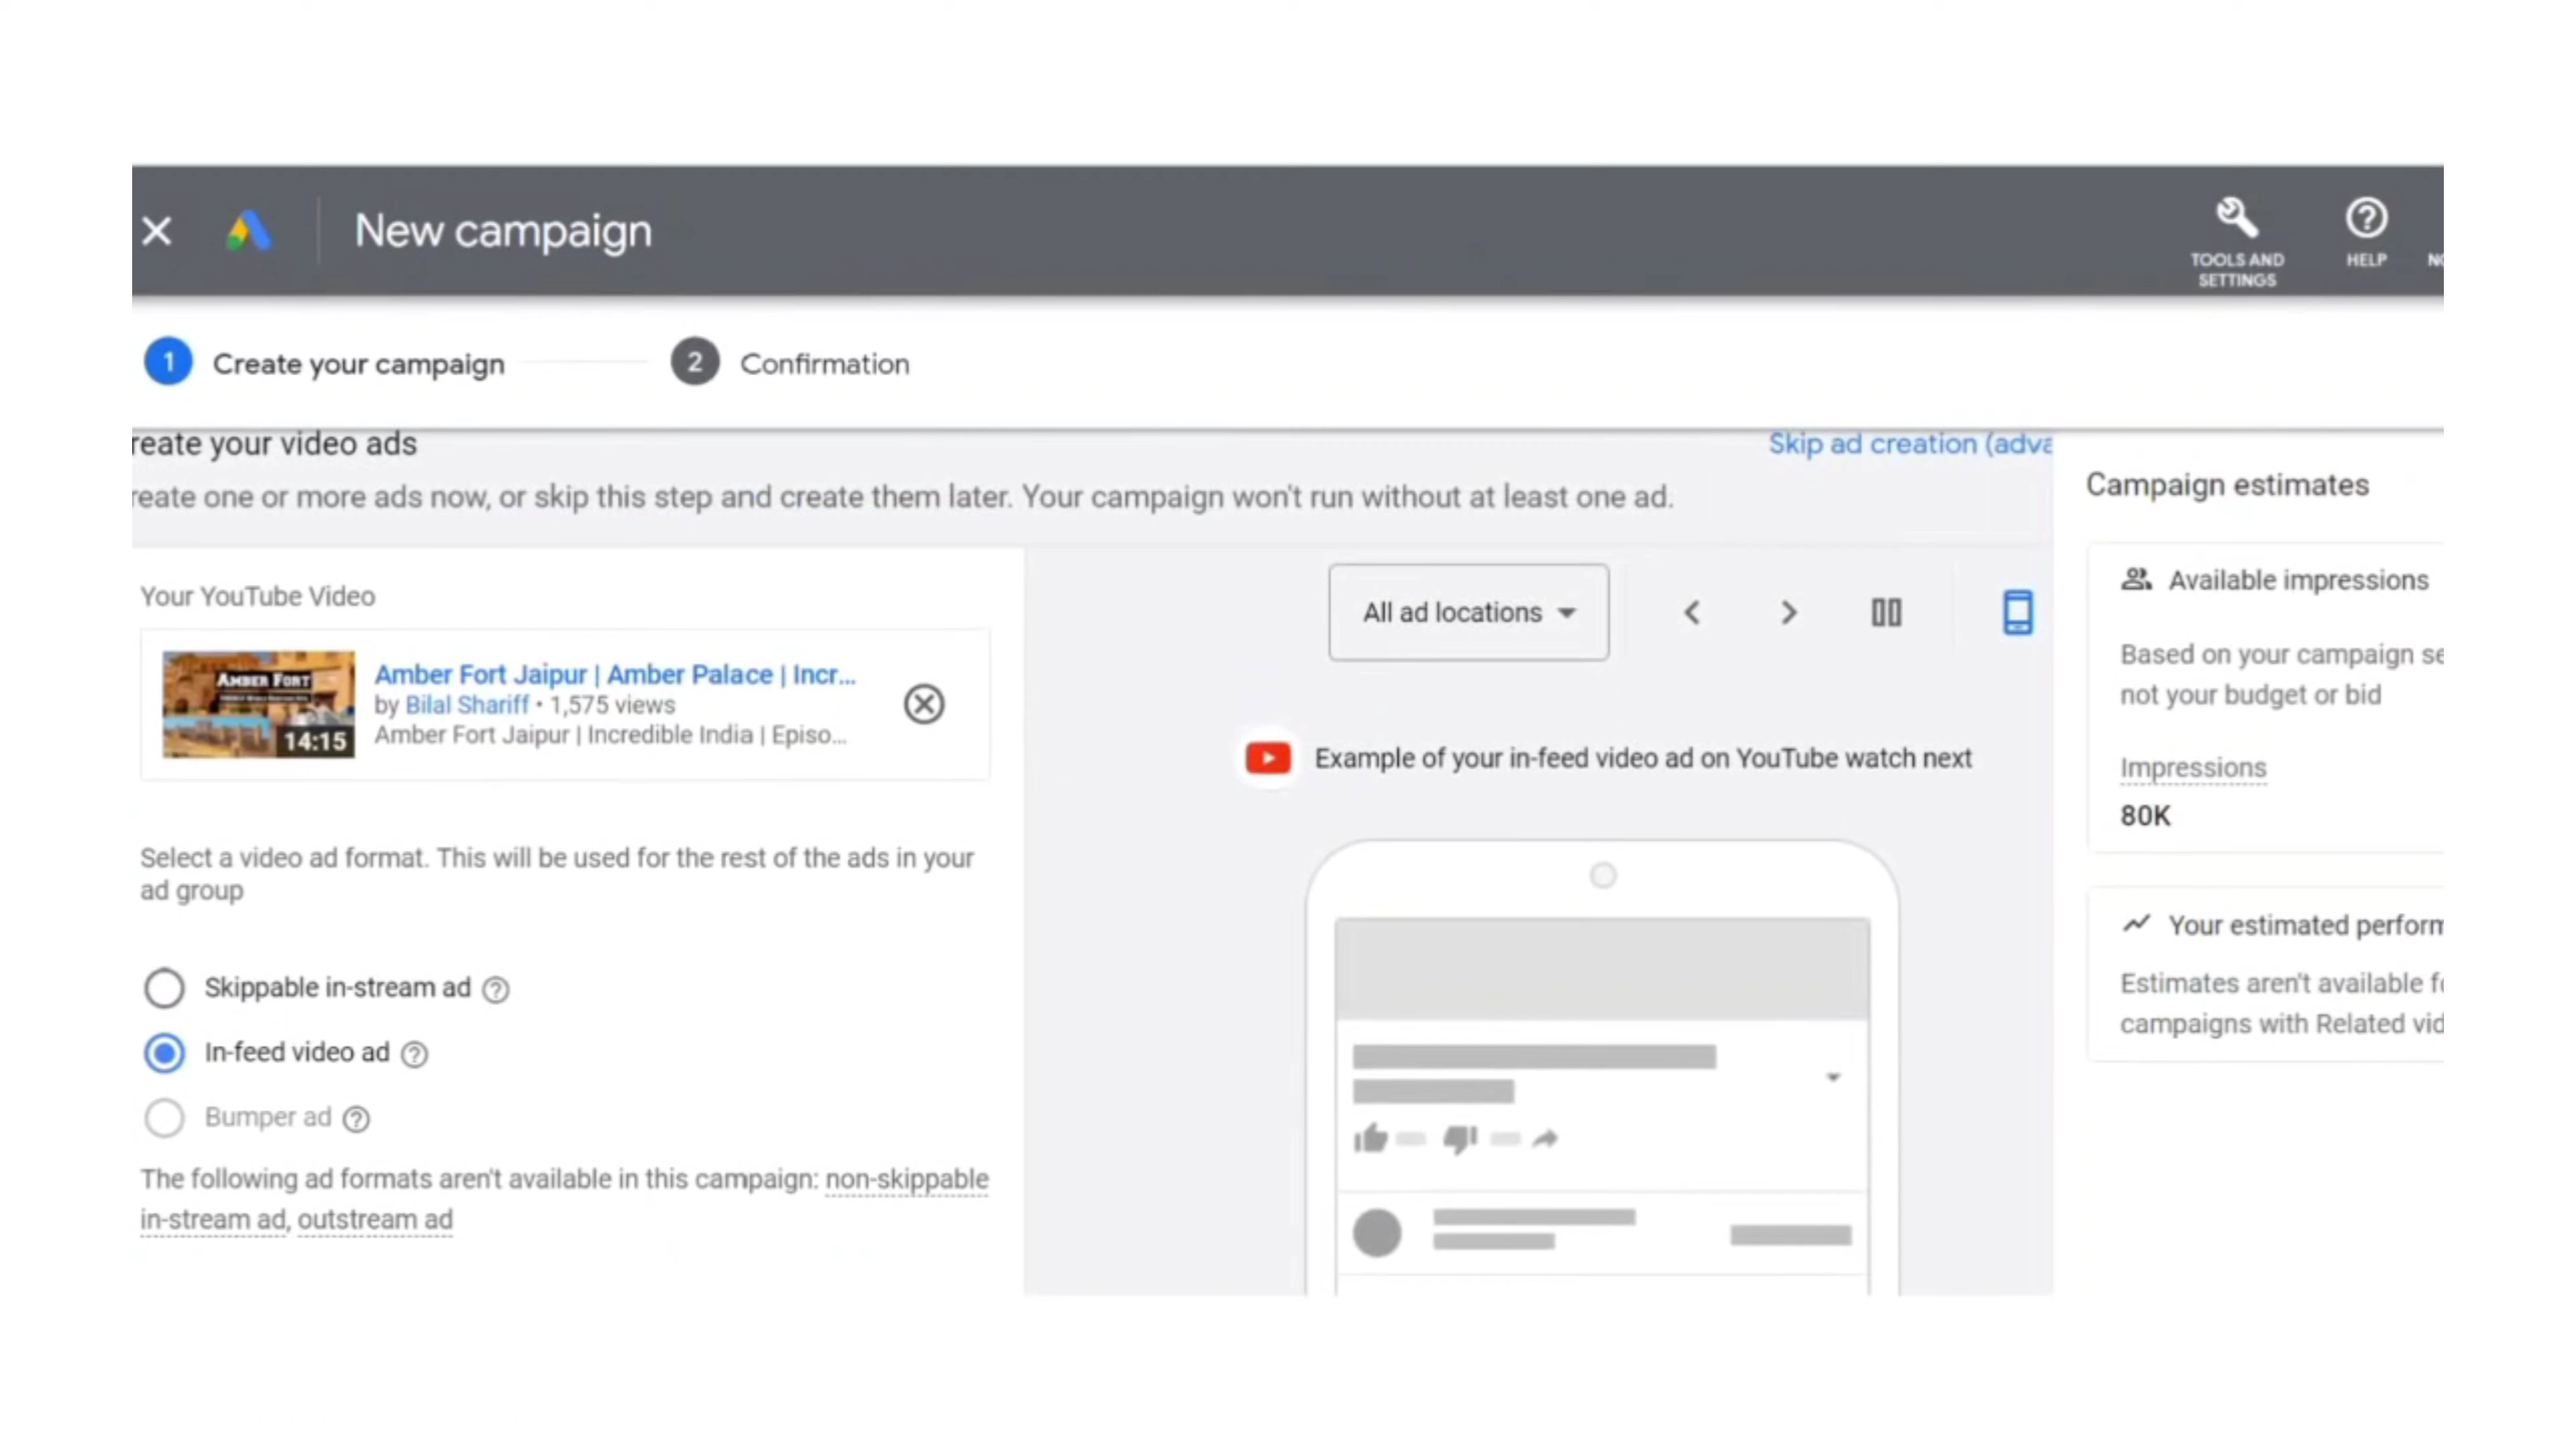 New campaign
TOOLS AND
SETTINGS
HELP
1 Create your campaign
2 Confirmation
reate your video ads
Skip ad creation (adva
reate one or more ads now, or skip this step and create them later. Your campaign won't run without at least one ad.
Your YouTube Video
AMBER FORT
14:15
Amber Fort Jaipur | Amber Palace | Incr...
by Bilal Shariff • 1,575 views
Amber Fort Jaipur | Incredible India | Episo...
Select a video ad format. This will be used for the rest of the ads in your
ad group
Skippable in-stream ad
In-feed video ad
Bumper ad
The following ad formats aren't available in this campaign: non-skippable
in-stream ad, outstream ad
All ad locations
Example of your in-feed video ad on YouTube watch next
Campaign estimates
Available impressions
Based on your campaign se
not your budget or bid
Impressions
80K
Your estimated perform
Estimates aren't available f
campaigns with Related vid